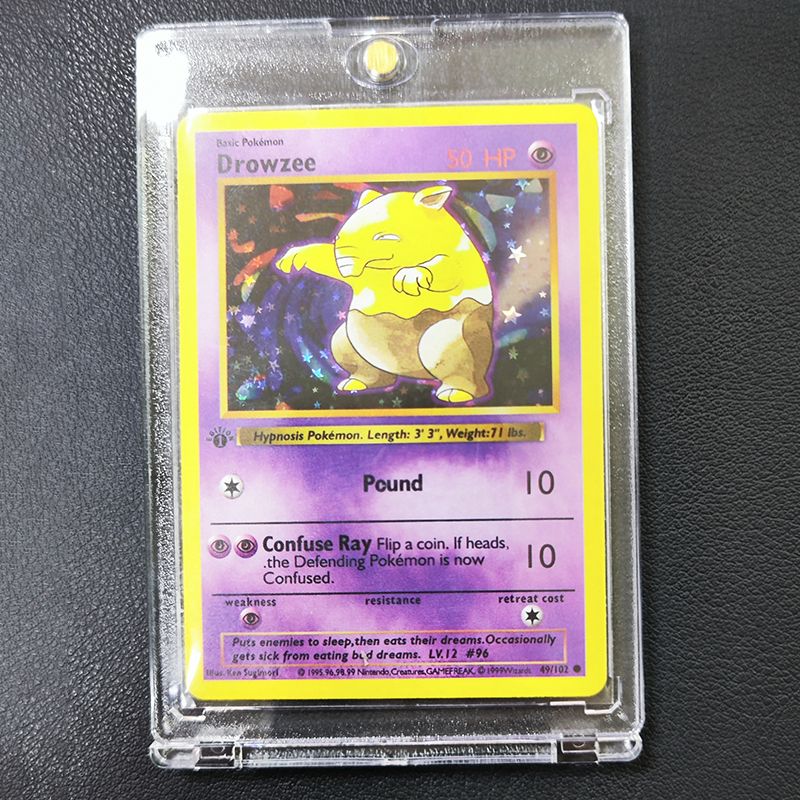 Basic Pokémon
Drowzee
50 HP
EDITION
1
Hypnosis Pokémon. Length: 3' 3", Weight:71 lbs.
Pound 10
Confuse Ray Flip a coin. If heads,
.the Defending Pokémon is now
Confused.
10
weakness resistance retreat cost
Puts enemies to sleep,then eats their dreams.Occasionally
gets sick from eating bad dreams. LV.12 #96
Illus. Ken Sugimori © 1995,96,98,99 Nintendo,Creatures,GAMEFREAK. © 1999Wizards 49/102